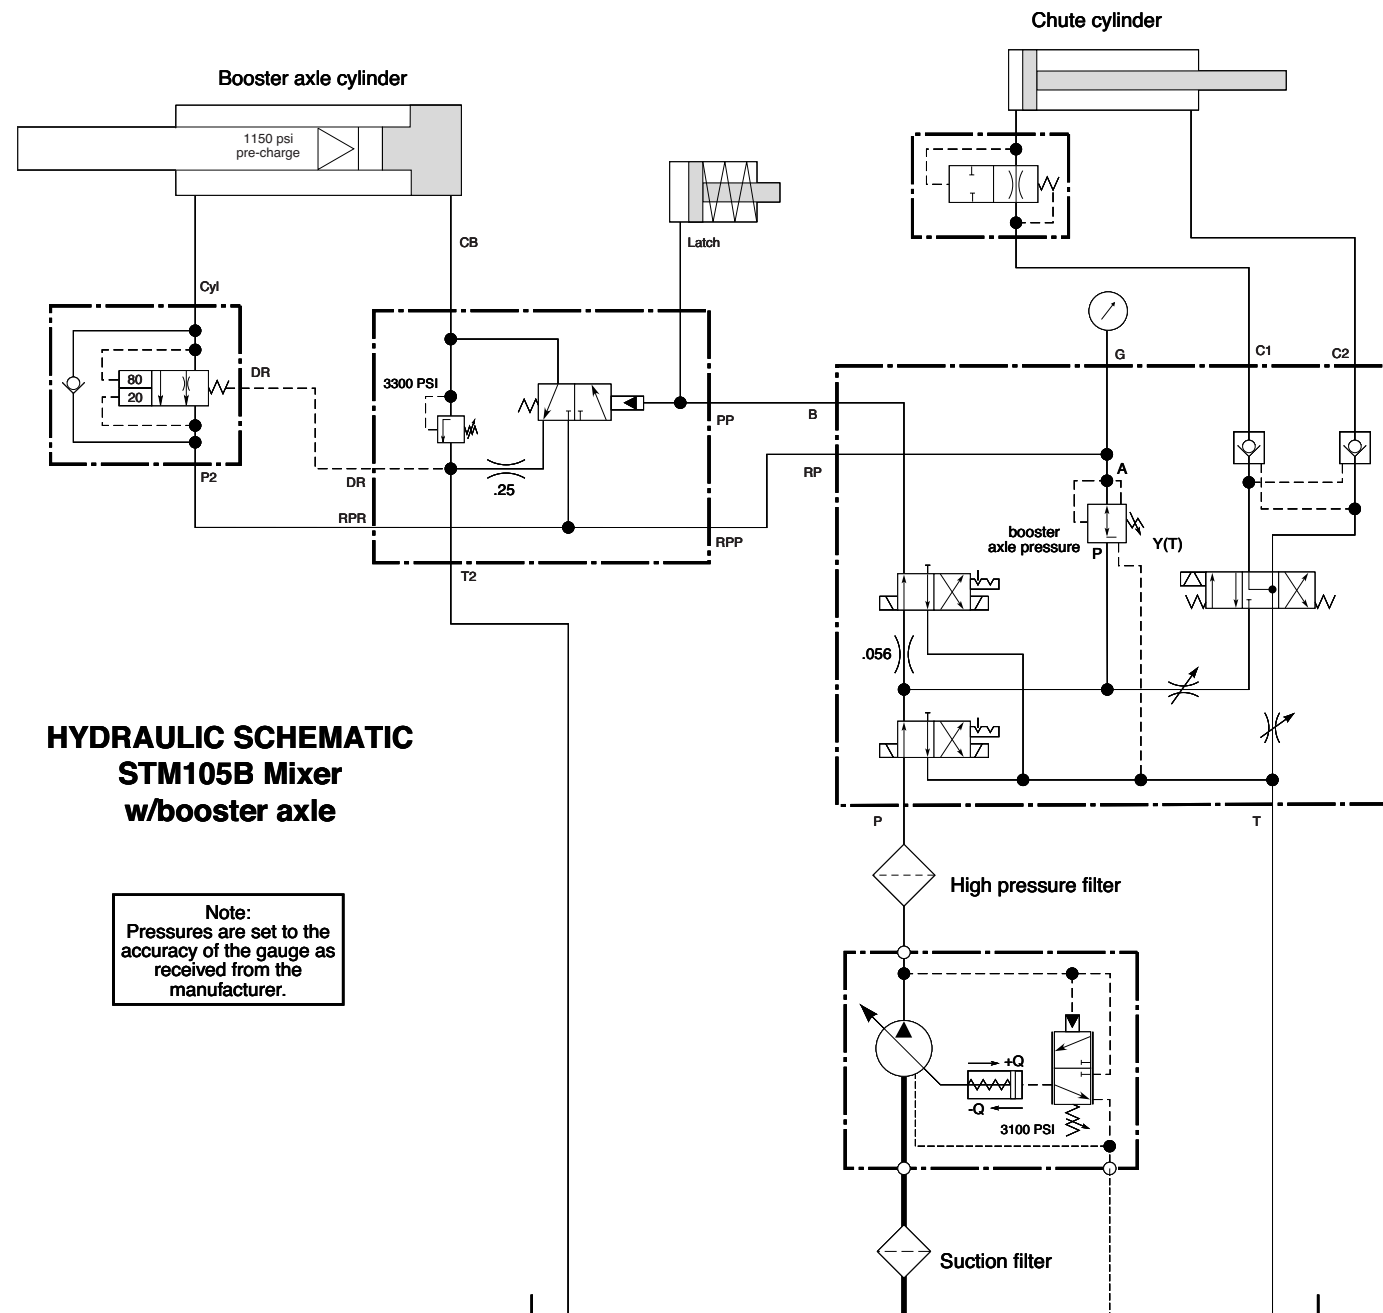 Chute cylinder
Booster axle cylinder
1150 psi
pre-charge
CB
Latch
Cyl
G
C1
C2
DR
80
20
3300 PSI
PP
B
P2
DR
.25
RP
A
RPR
RPP
booster
axle pressure
P
Y(T)
T2
.056
HYDRAULIC SCHEMATIC
STM105B Mixer
w/booster axle
P
T
High pressure filter
Note:
Pressures are set to the
accuracy of the gauge as
received from the
manufacturer.
+Q
-Q
3100 PSI
Suction filter